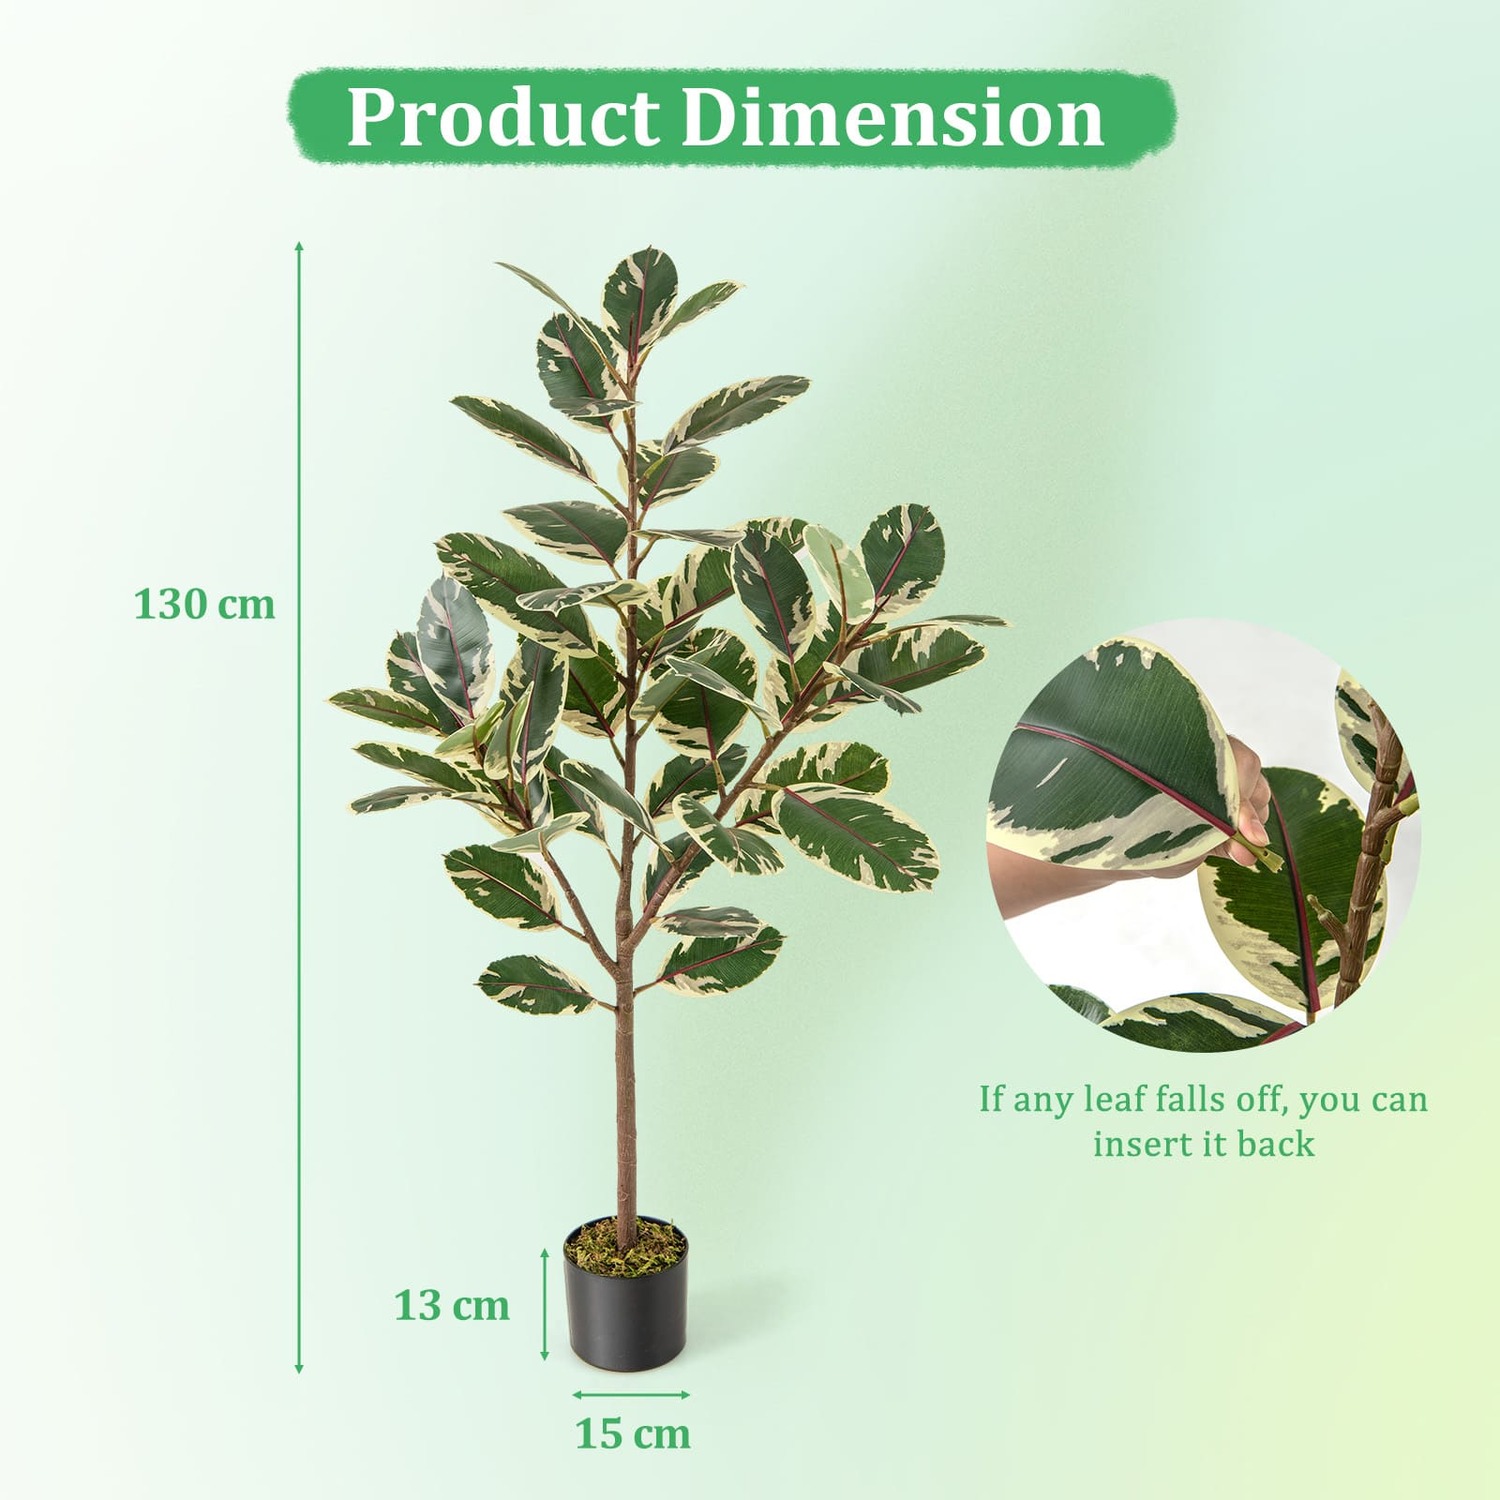 Product Dimension
130 cm
If any leaf falls off, you can
insert it back
13 cm
15 cm